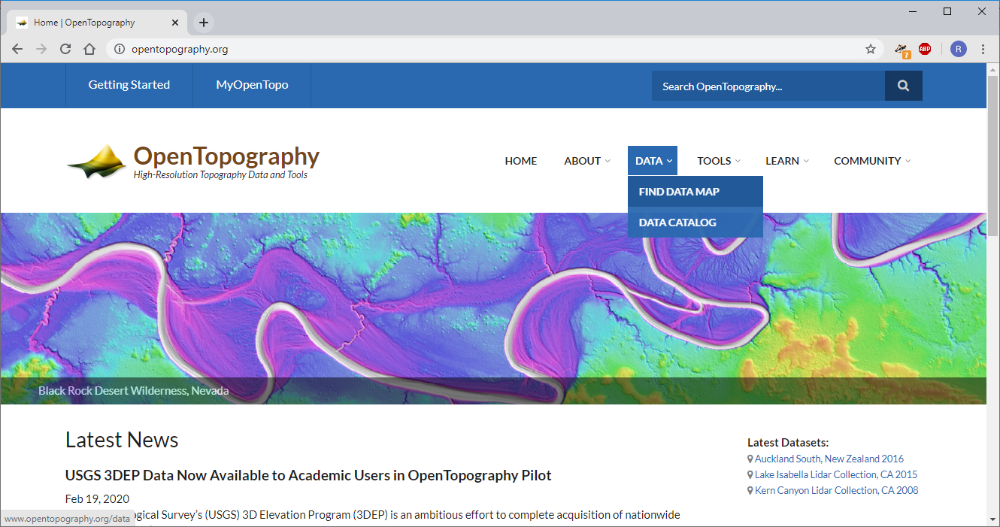 Home | OpenTopography
opentopography.org
7
ABP
R
Getting Started
MyOpenTopo
Search OpenTopography...
OpenTopography
High-Resolution Topography Data and Tools
HOME
ABOUT
DATA
TOOLS
LEARN
COMMUNITY
FIND DATA MAP
DATA CATALOG
Black Rock Desert Wilderness, Nevada
Latest News
USGS 3DEP Data Now Available to Academic Users in OpenTopography Pilot
Feb 19, 2020
ogical Survey’s (USGS) 3D Elevation Program (3DEP) is an ambitious effort to complete acquisition of nationwide
Latest Datasets:
Auckland South, New Zealand 2016
Lake Isabella Lidar Collection, CA 2015
Kern Canyon Lidar Collection, CA 2008
www.opentopography.org/data